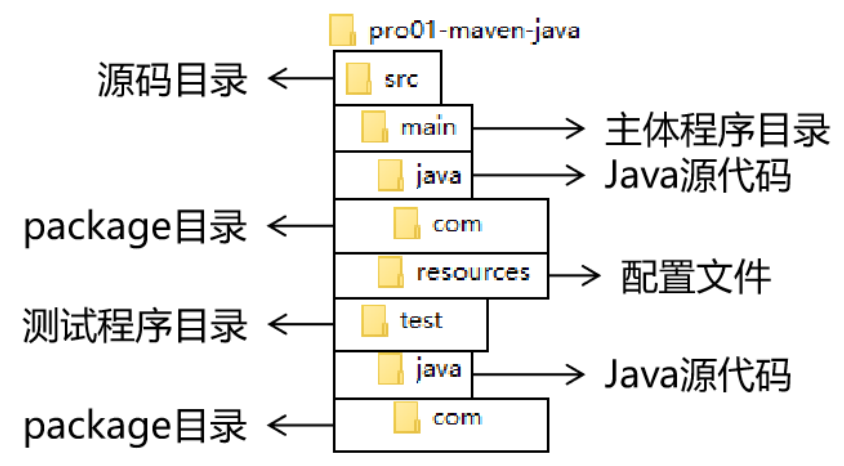 pro01-maven-java
源码目录 src
main 主体程序目录
java Java源代码
package目录 com
resources 配置文件
测试程序目录 test
java Java源代码
package目录 com